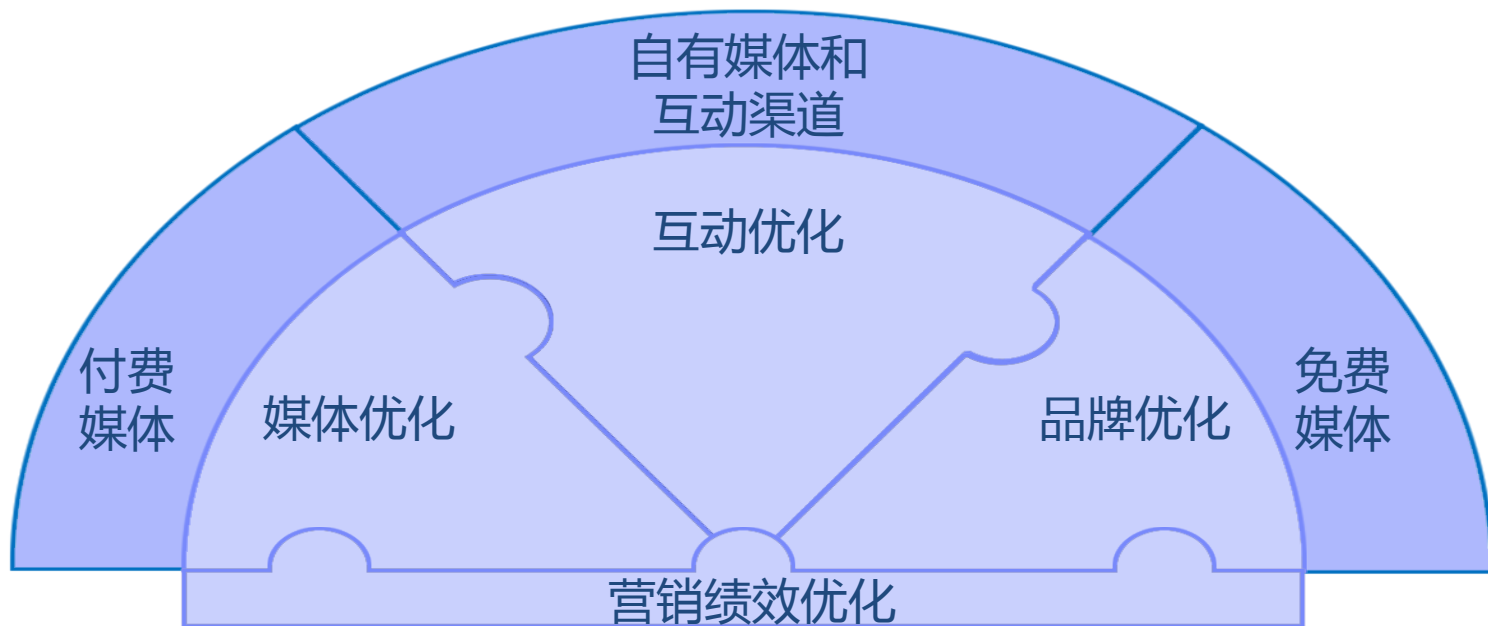 自有媒体和
互动渠道
互动优化
付费
媒体
媒体优化
品牌优化
免费
媒体
营销绩效优化